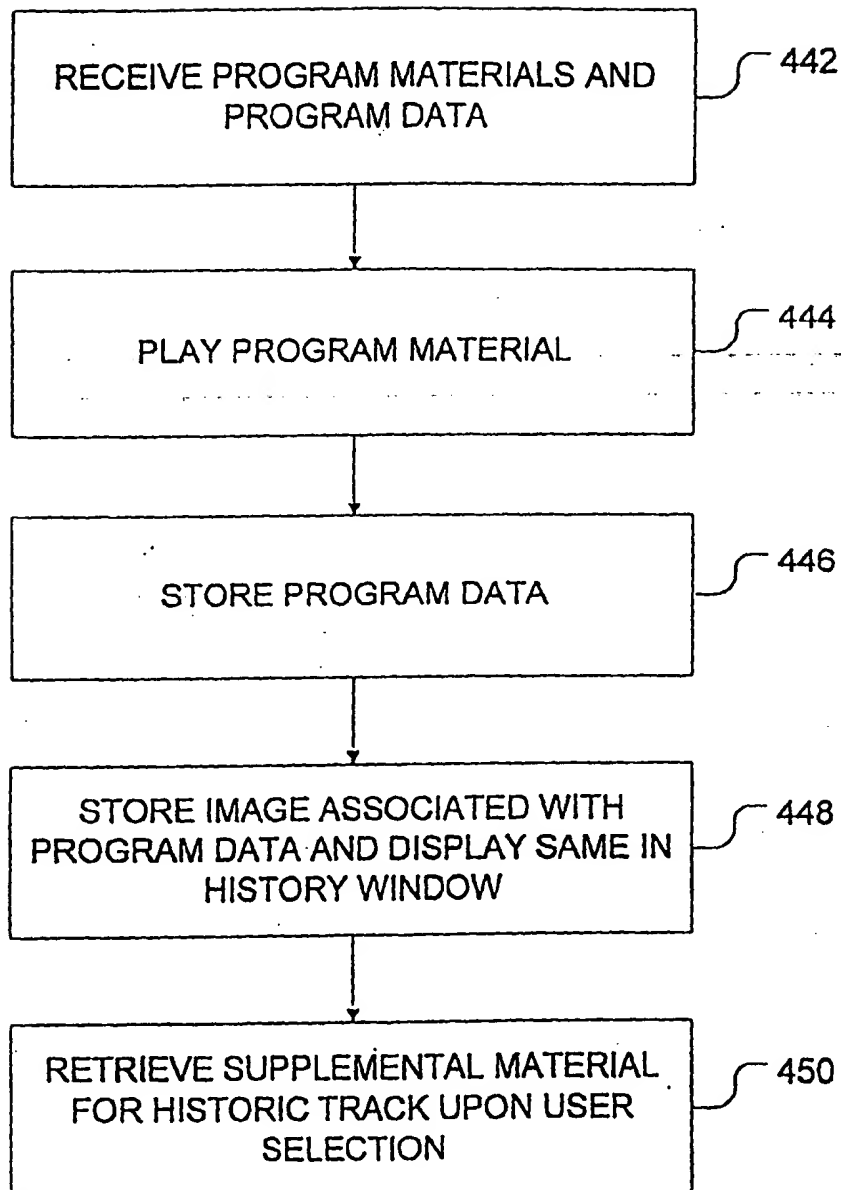 RECEIVE PROGRAM MATERIALS AND
PROGRAM DATA
442
PLAY PROGRAM MATERIAL
444
STORE PROGRAM DATA
446
STORE IMAGE ASSOCIATED WITH
PROGRAM DATA AND DISPLAY SAME IN
HISTORY WINDOW
448
RETRIEVE SUPPLEMENTAL MATERIAL
FOR HISTORIC TRACK UPON USER
SELECTION
450